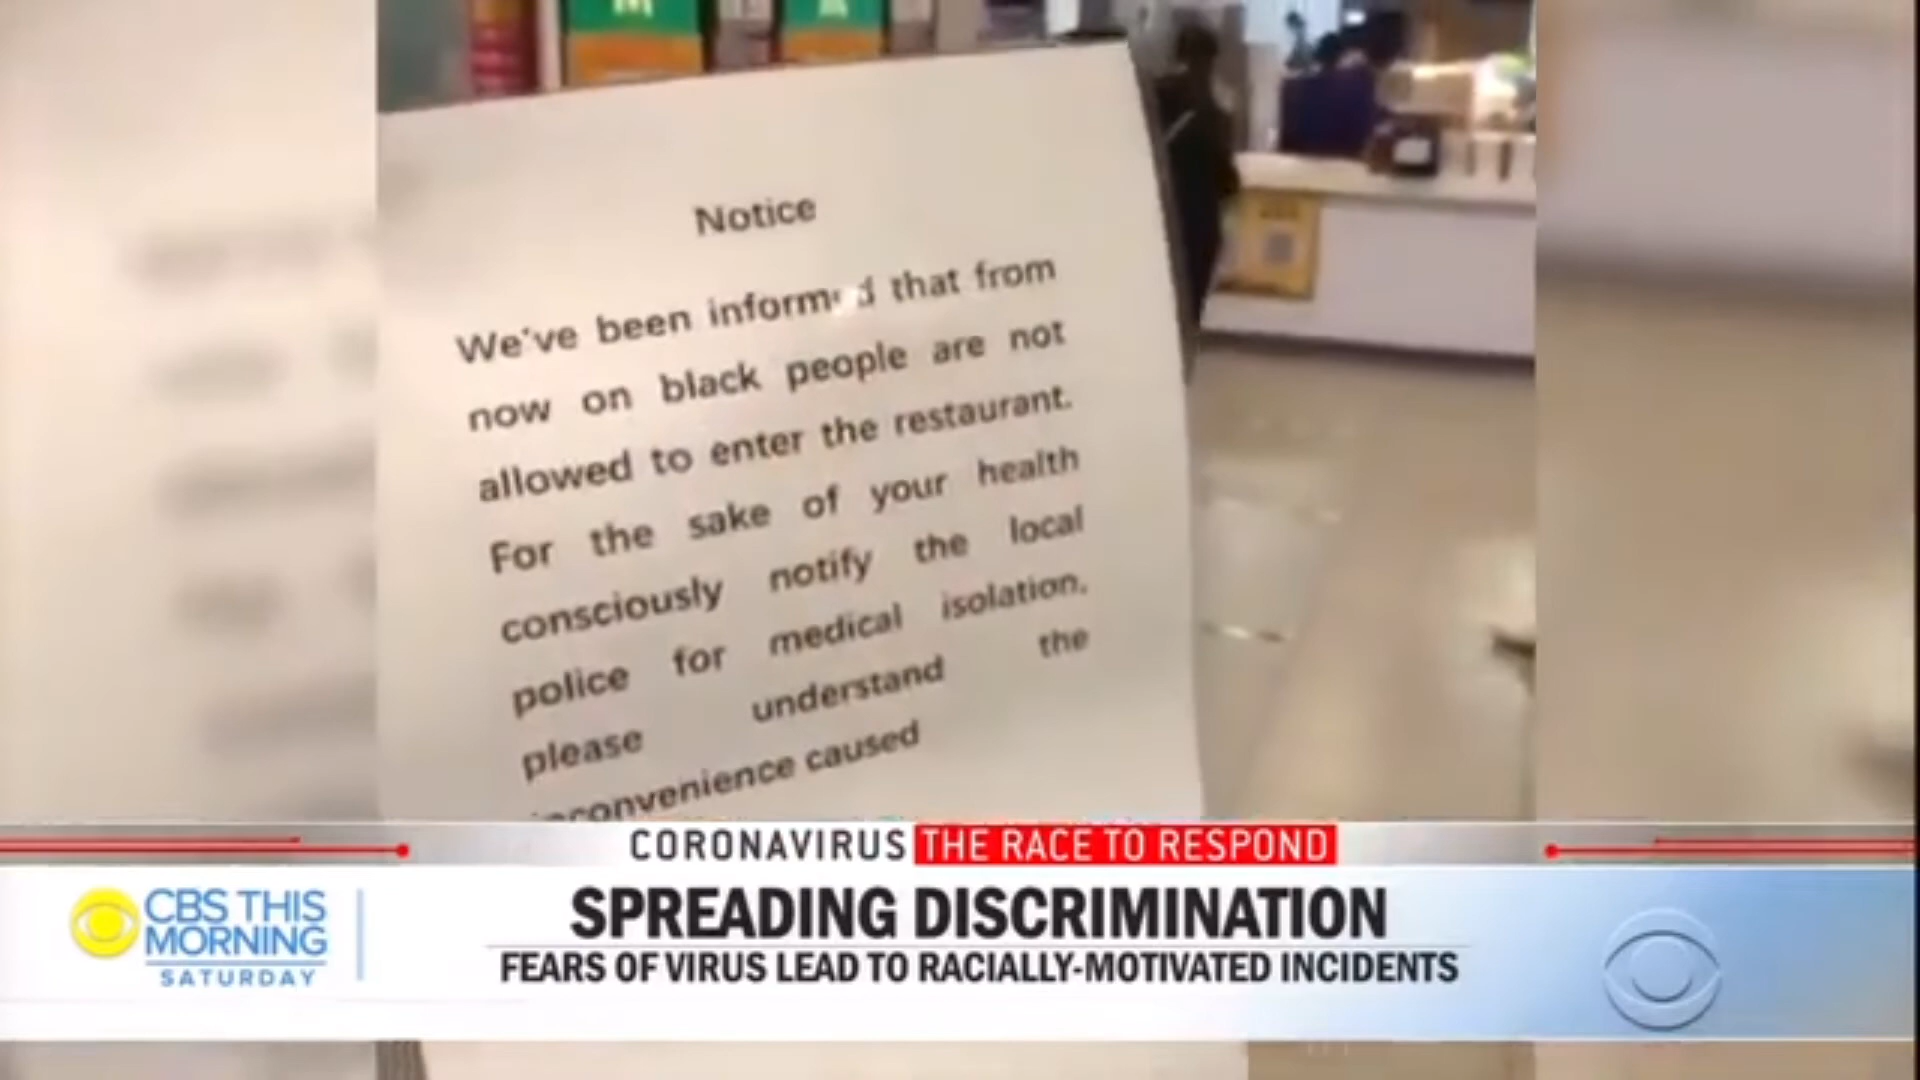 Notice
We've been informed that from
now on black people are not
allowed to enter the restaurant.
For the sake of your health
consciously notify the local
police for medical isolation.
please understand the
inconvenience caused
CORONAVIRUS THE RACE TO RESPOND
SPREADING DISCRIMINATION
FEARS OF VIRUS LEAD TO RACIALLY-MOTIVATED INCIDENTS
CBS THIS
MORNING
SATURDAY